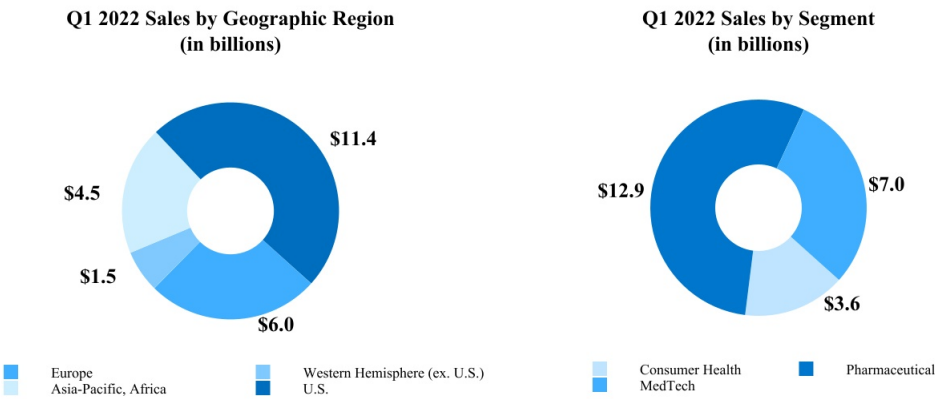 Q1 2022 Sales by Geographic Region
(in billions)
$11.4
$4.5
$1.5
$6.0
Europe
Western Hemisphere (ex. U.S.)
Asia-Pacific, Africa
U.S.
Q1 2022 Sales by Segment
(in billions)
$12.9
$7.0
$3.6
Consumer Health
Pharmaceutical
MedTech